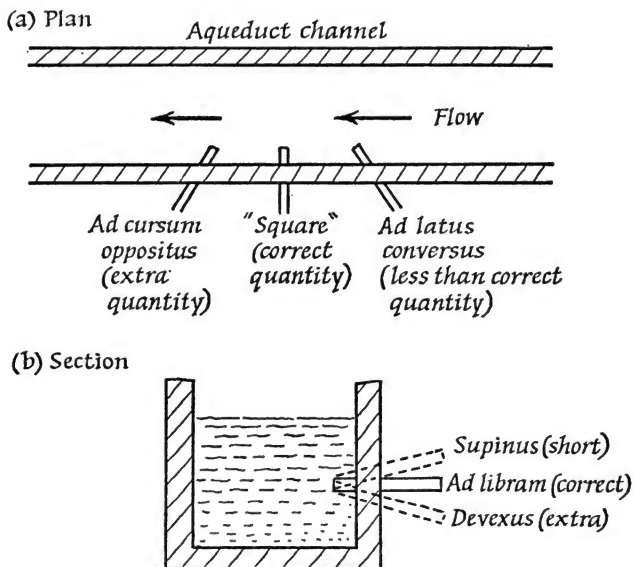 (a) Plan
Aqueduct channel
Flow
Ad cursum
oppositus
(extra
quantity)
"Square"
(correct
quantity)
Ad latus
conversus
(less than correct
quantity)
(b) Section
Supinus (short)
Ad libram (correct)
Devexus (extra)